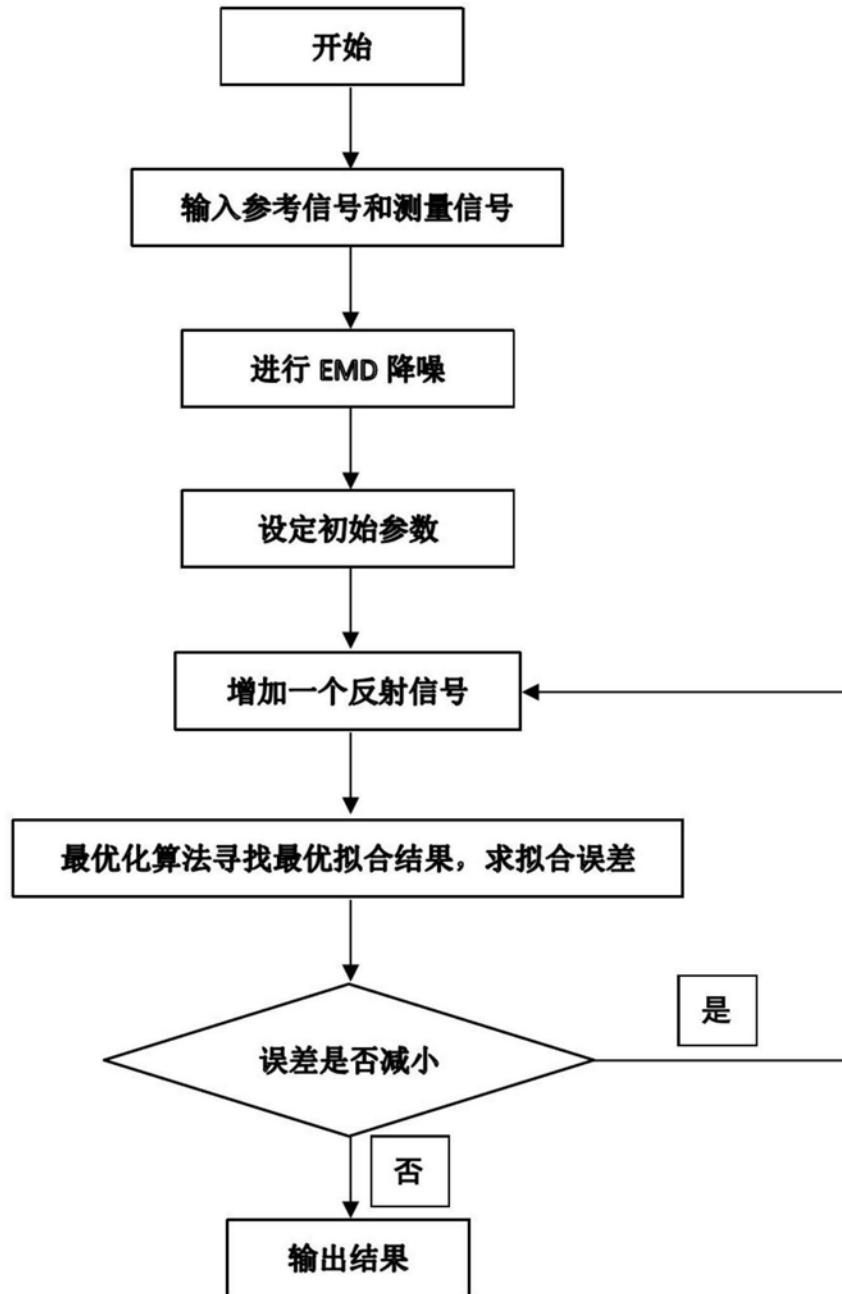 开始
输入参考信号和测量信号
进行 EMD 降噪
设定初始参数
增加一个反射信号
最优化算法寻找最优拟合结果，求拟合误差
是
误差是否减小
否
输出结果